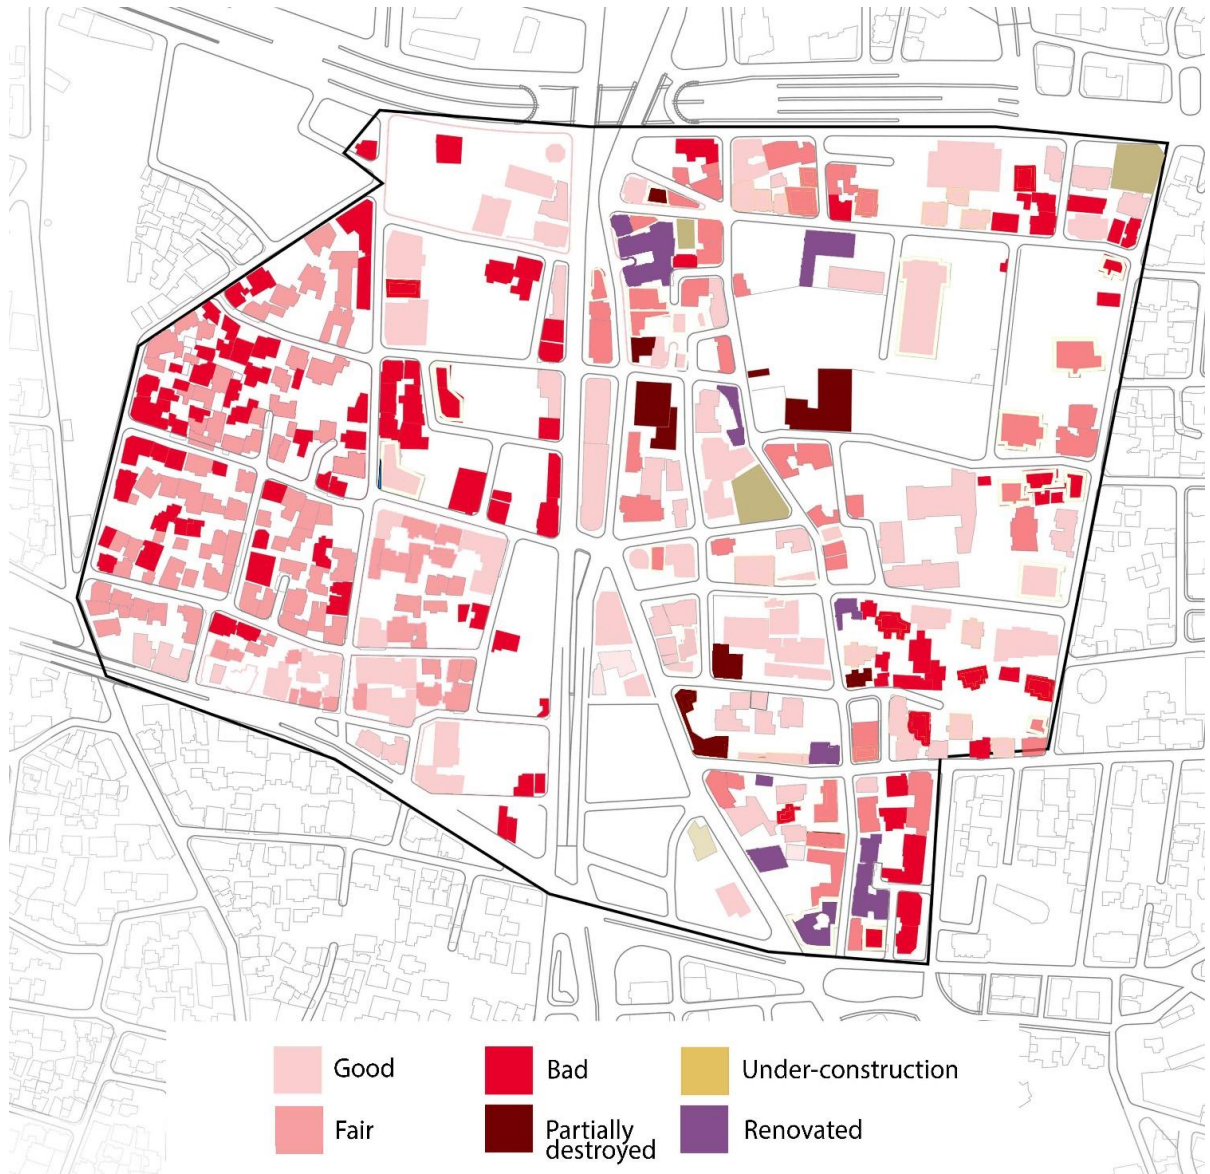 Good
Bad
Under-construction
Fair
Partially
destroyed
Renovated